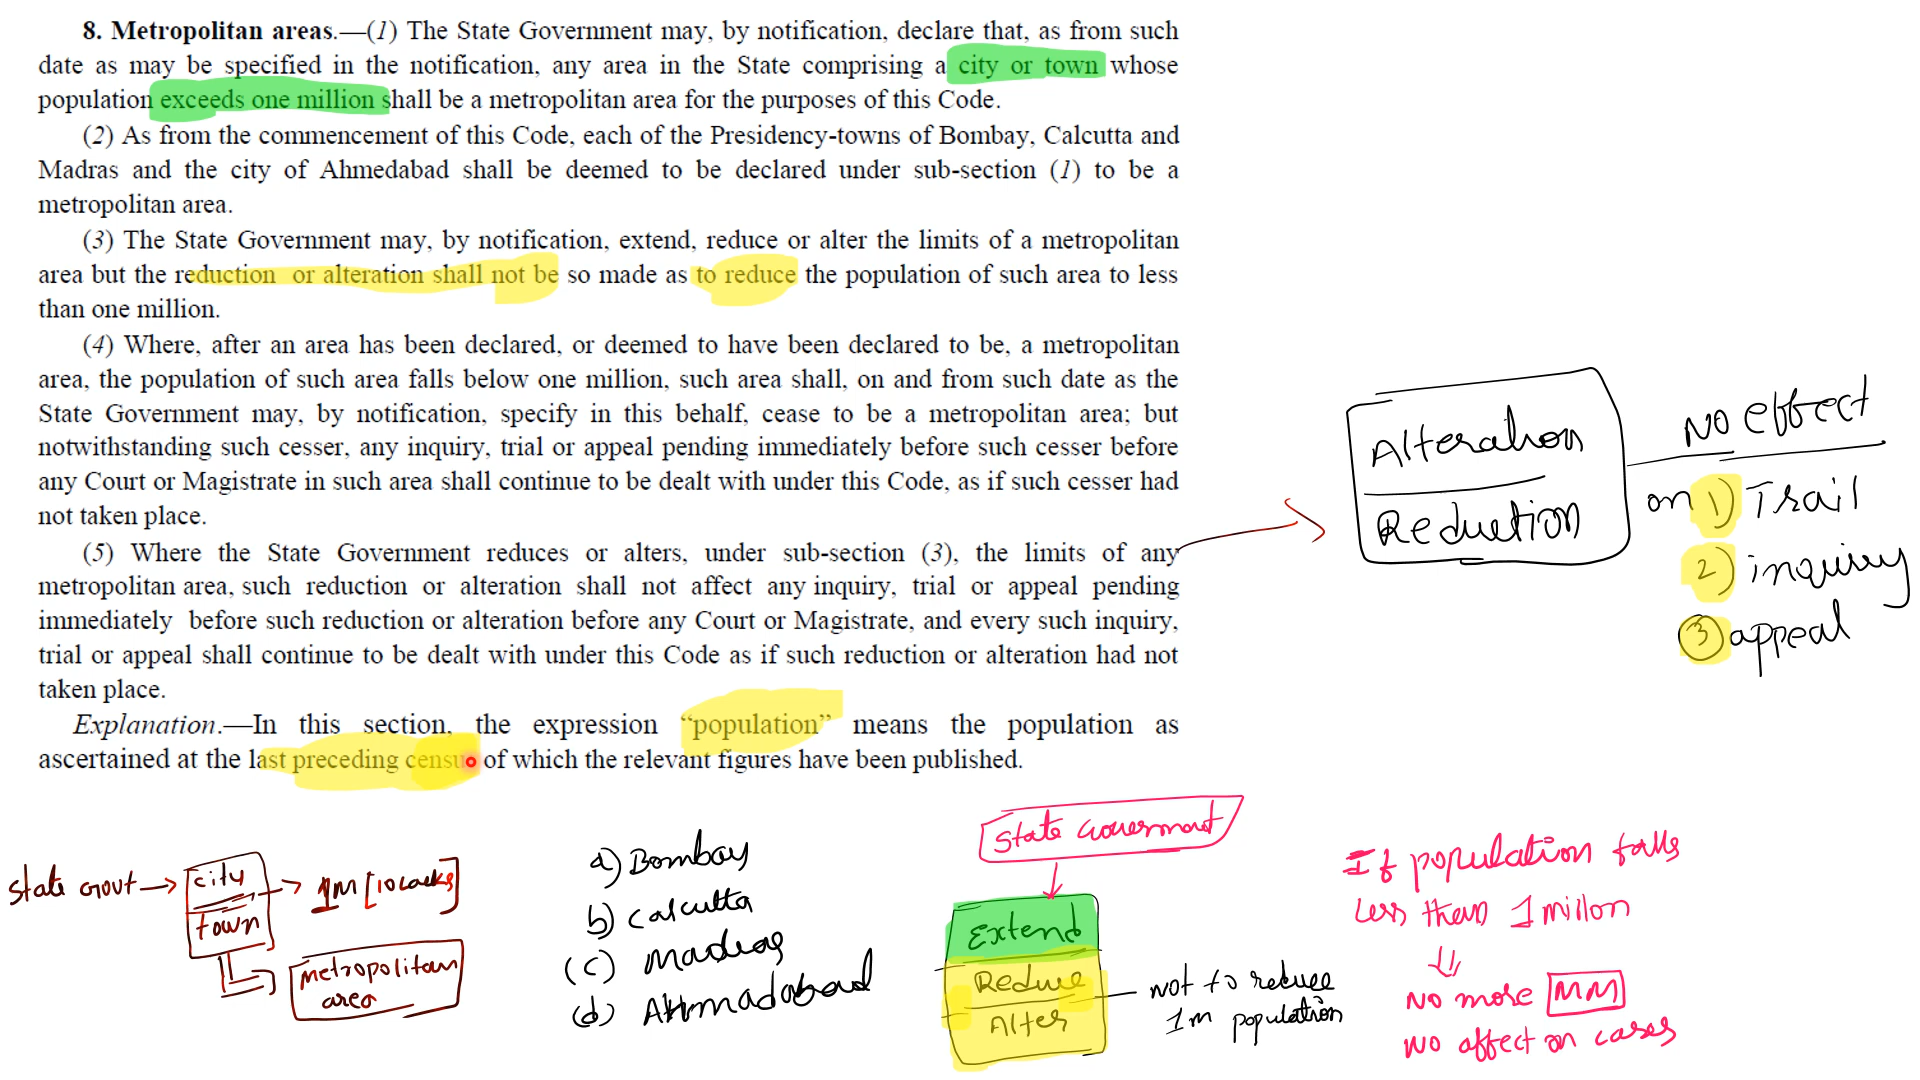 8. Metropolitan areas.—(1) The State Government may, by notification, declare that, as from such
date as may be specified in the notification, any area in the State comprising a city or town whose
population exceeds one million shall be a metropolitan area for the purposes of this Code.
(2) As from the commencement of this Code, each of the Presidency-towns of Bombay, Calcutta and
Madras and the city of Ahmedabad shall be deemed to be declared under sub-section (1) to be a
metropolitan area.
(3) The State Government may, by notification, extend, reduce or alter the limits of a metropolitan
area but the reduction or alteration shall not be so made as to reduce the population of such area to less
than one million.
(4) Where, after an area has been declared, or deemed to have been declared to be, a metropolitan
area, the population of such area falls below one million, such area shall, on and from such date as the
State Government may, by notification, specify in this behalf, cease to be a metropolitan area; but
notwithstanding such cesser, any inquiry, trial or appeal pending immediately before such cesser before
any Court or Magistrate in such area shall continue to be dealt with under this Code, as if such cesser had
not taken place.
(5) Where the State Government reduces or alters, under sub-section (3), the limits of any
metropolitan area, such reduction or alteration shall not affect any inquiry, trial or appeal pending
immediately before such reduction or alteration before any Court or Magistrate, and every such inquiry,
trial or appeal shall continue to be dealt with under this Code as if such reduction or alteration had not
taken place.
Explanation.—In this section, the expression “population” means the population as
ascertained at the last preceding census of which the relevant figures have been published.
Alteration
Reduction
No effect
on 1) Trail
2) inquiry
3 appeal
State Govt
city
town
1M [10 Lacks]
metropolitan
area
a) Bombay
b) Calcutta
(c) Madras
(d) Ahmadabad
State Government
Extend
Reduce
Alter
not to reduce
1m population
If population falls
Less then 1 millon
No more MM
No affect on cases